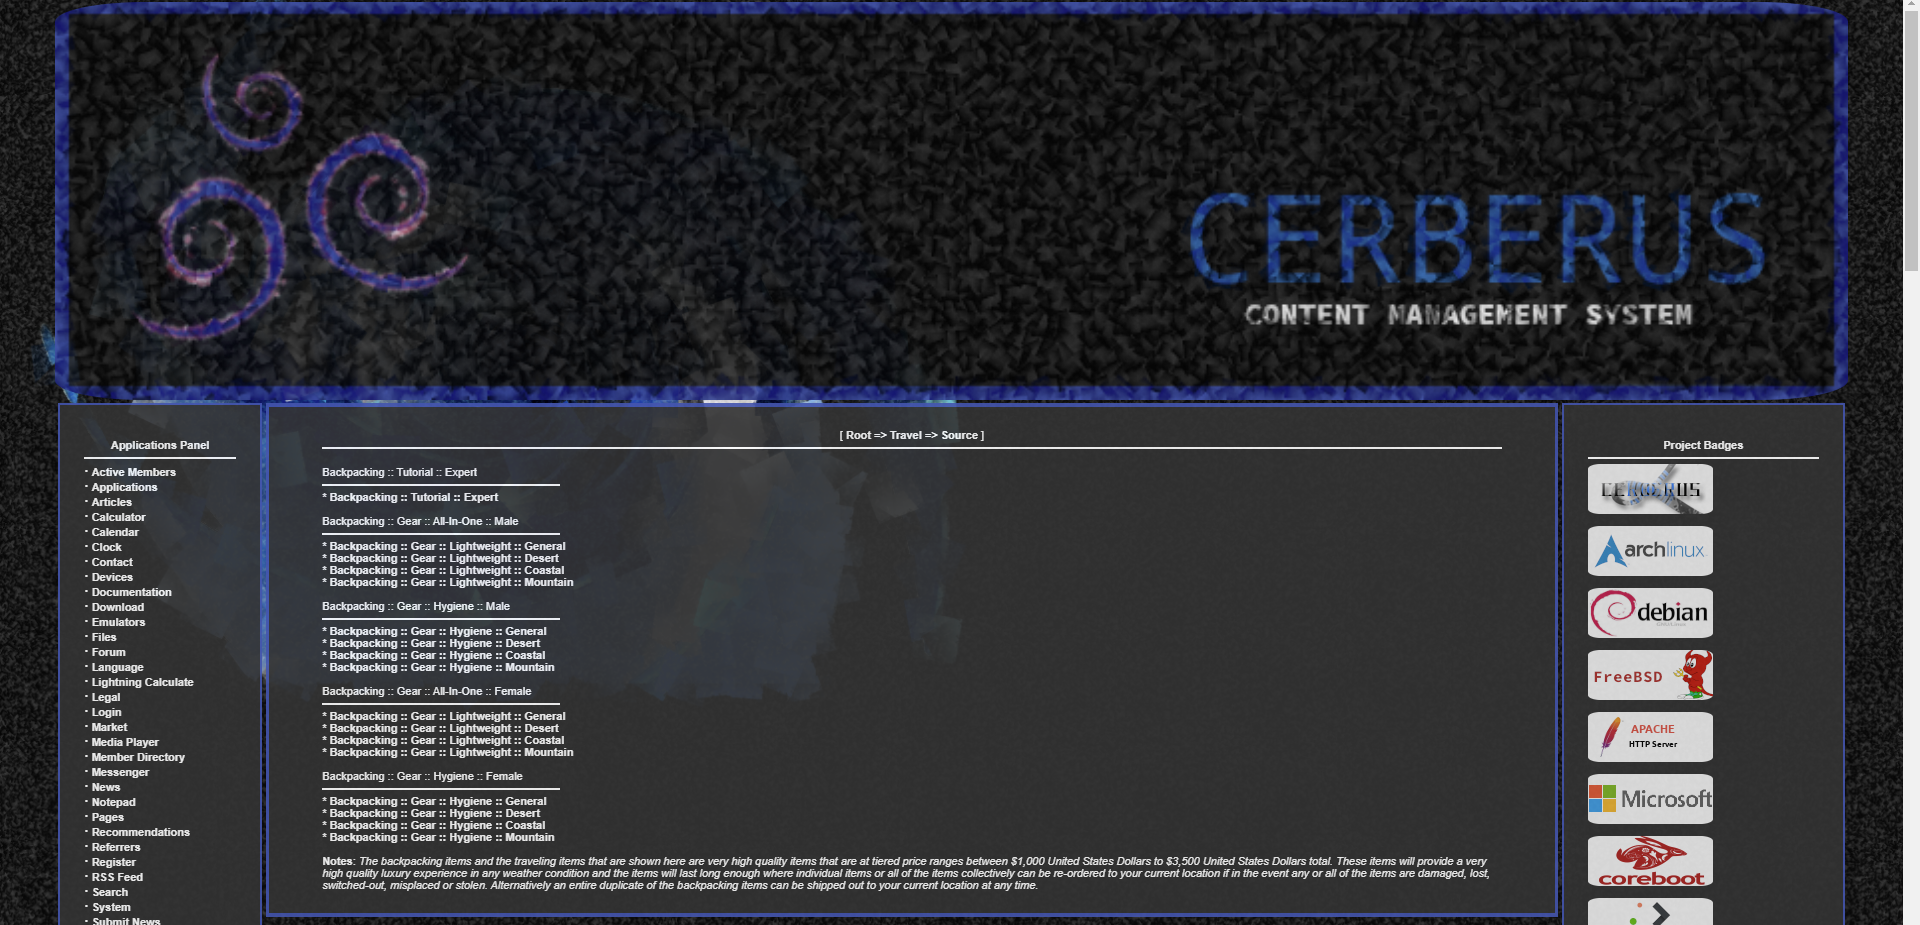 CERBERUS
CONTENT MANAGEMENT SYSTEM
Applications Panel
· Active Members
· Applications
· Articles
· Calculator
· Calendar
· Clock
· Contact
· Devices
· Documentation
· Download
· Emulators
· Files
· Forum
· Language
· Lightning Calculate
· Legal
· Login
· Market
· Media Player
· Member Directory
· Messenger
· News
· Notepad
· Pages
· Recommendations
· Referrers
· Register
· RSS Feed
· Search
· System
· Submit News
[ Root => Travel => Source ]
Backpacking :: Tutorial :: Expert
* Backpacking :: Tutorial :: Expert
Backpacking :: Gear :: All-In-One :: Male
* Backpacking :: Gear :: Lightweight :: General
* Backpacking :: Gear :: Lightweight :: Desert
* Backpacking :: Gear :: Lightweight :: Coastal
* Backpacking :: Gear :: Lightweight :: Mountain
Backpacking :: Gear :: Hygiene :: Male
* Backpacking :: Gear :: Hygiene :: General
* Backpacking :: Gear :: Hygiene :: Desert
* Backpacking :: Gear :: Hygiene :: Coastal
* Backpacking :: Gear :: Hygiene :: Mountain
Backpacking :: Gear :: All-In-One :: Female
* Backpacking :: Gear :: Lightweight :: General
* Backpacking :: Gear :: Lightweight :: Desert
* Backpacking :: Gear :: Lightweight :: Coastal
* Backpacking :: Gear :: Lightweight :: Mountain
Backpacking :: Gear :: Hygiene :: Female
* Backpacking :: Gear :: Hygiene :: General
* Backpacking :: Gear :: Hygiene :: Desert
* Backpacking :: Gear :: Hygiene :: Coastal
* Backpacking :: Gear :: Hygiene :: Mountain
Notes: The backpacking items and the traveling items that are shown here are very high quality items that are at tiered price ranges between $1,000 United States Dollars to $3,500 United States Dollars total. These items will provide a very
high quality luxury experience in any weather condition and the items will last long enough where individual items or all of the items collectively can be re-ordered to your current location if in the event any or all of the items are damaged, lost,
switched-out, misplaced or stolen. Alternatively an entire duplicate of the backpacking items can be shipped out to your current location at any time.
Project Badges
CERBERUS
archlinux
debian
FreeBSD
APACHE
HTTP Server
Microsoft
coreboot